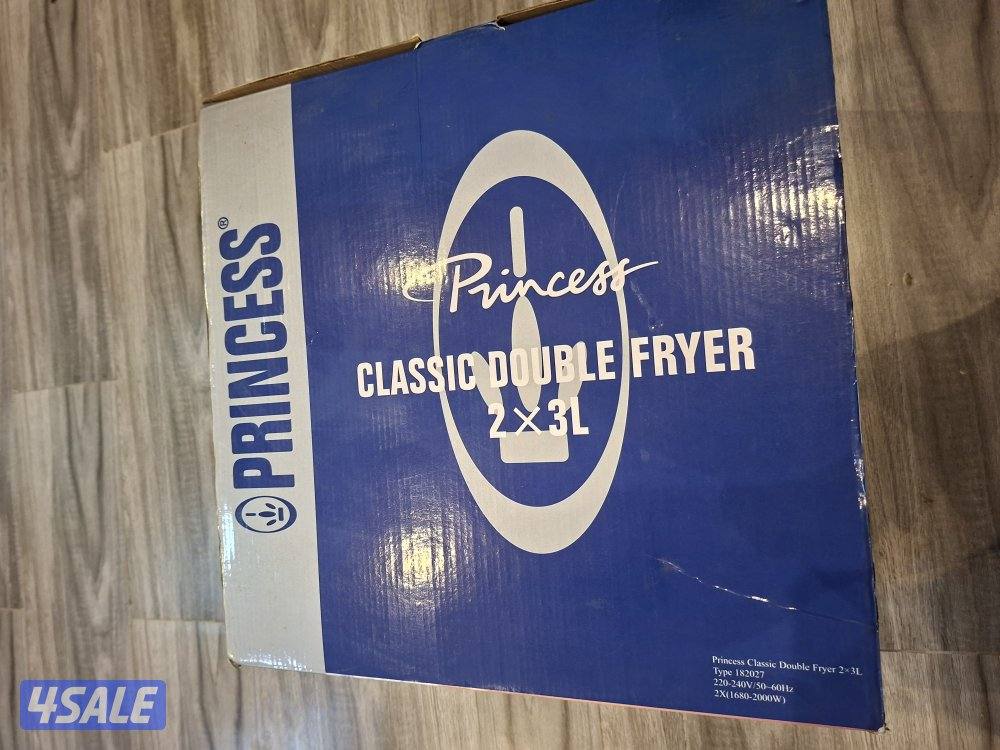 PRINCESS®
Princess
CLASSIC DOUBLE FRYER
2×3L
Princess Classic Double Fryer 2×3L
Type 182027
220-240V/50~60Hz
2X(1680-2000W)
4SALE